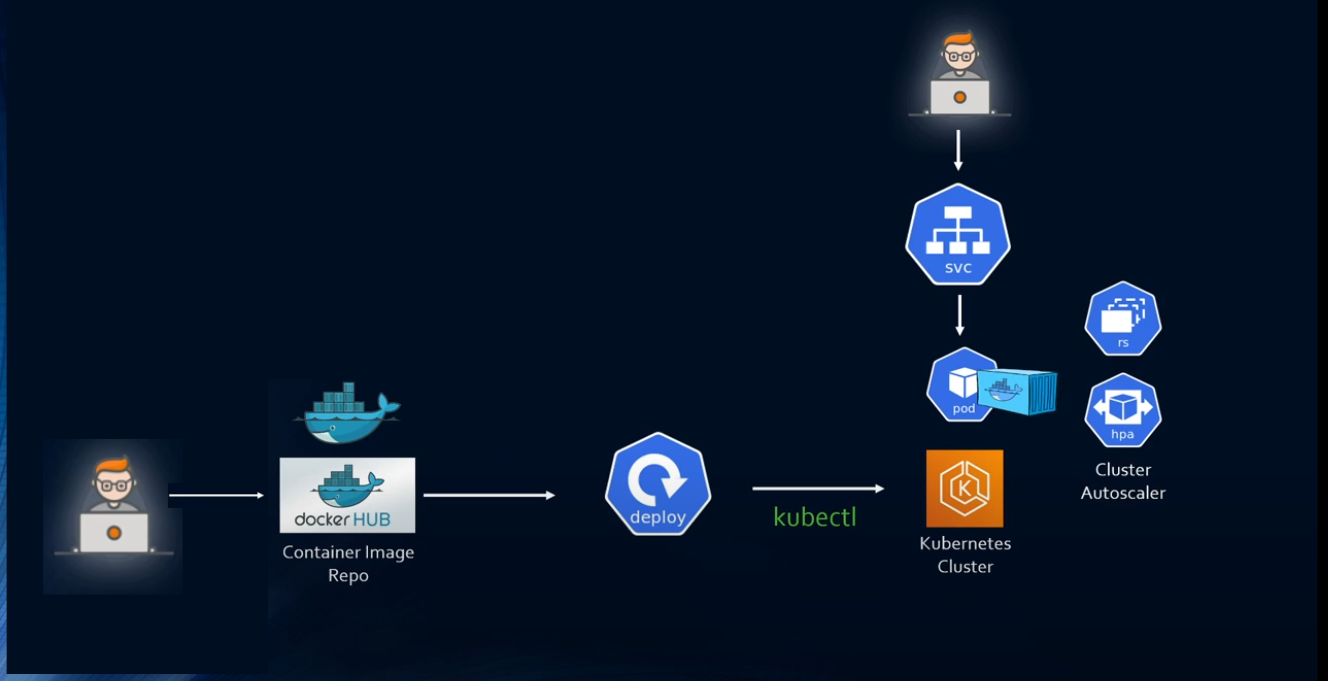 svc
rs
pod
hpa
Cluster
Autoscaler
docker HUB
Container Image
Repo
deploy
kubectl
K
Kubernetes
Cluster